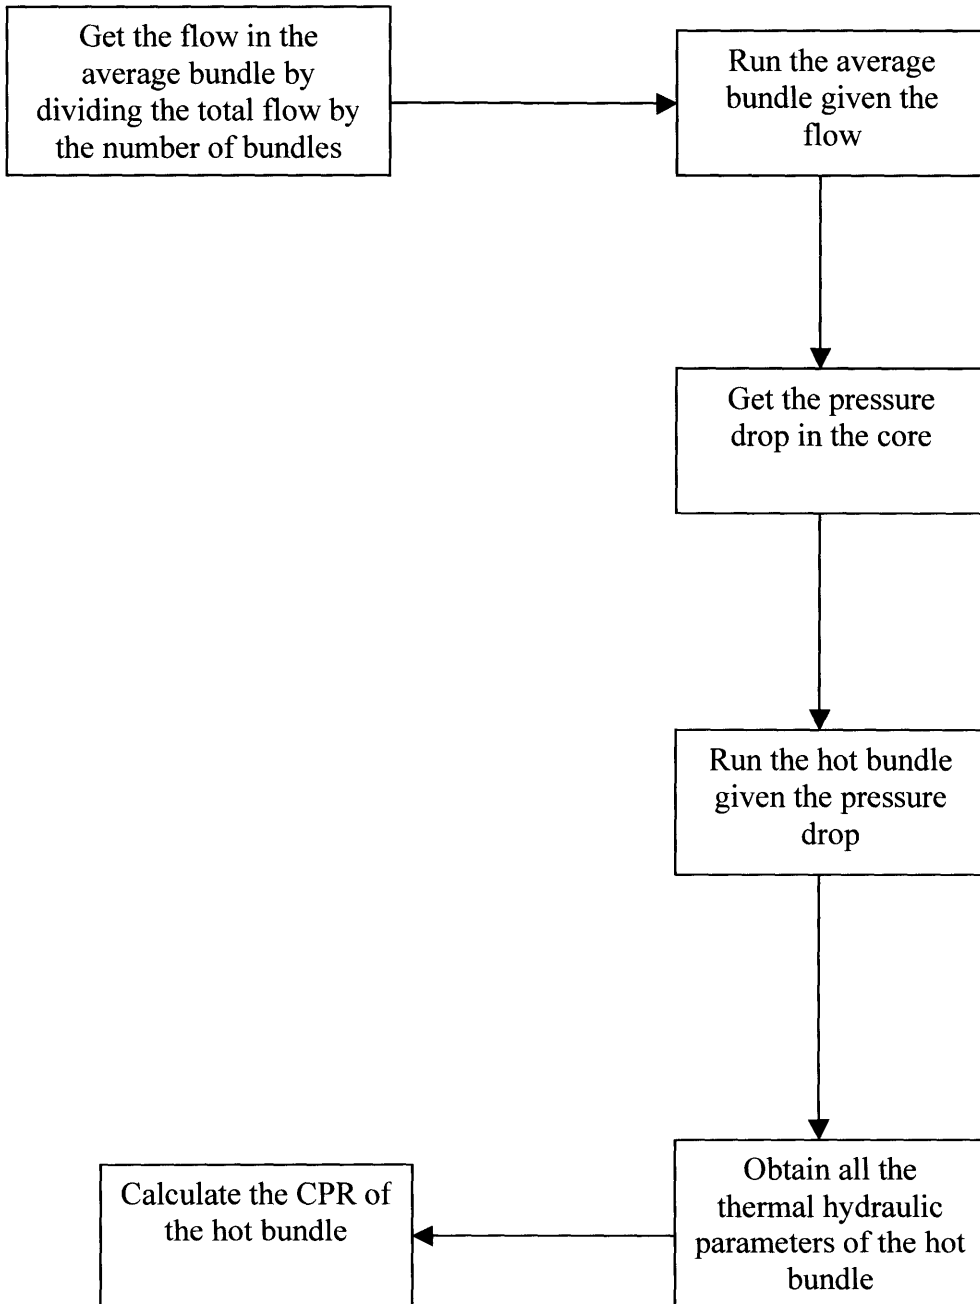 Get the flow in the
average bundle by
dividing the total flow by
the number of bundles
Run the average
bundle given the
flow
Get the pressure
drop in the core
Run the hot bundle
given the pressure
drop
Obtain all the
thermal hydraulic
parameters of the hot
bundle
Calculate the CPR of
the hot bundle